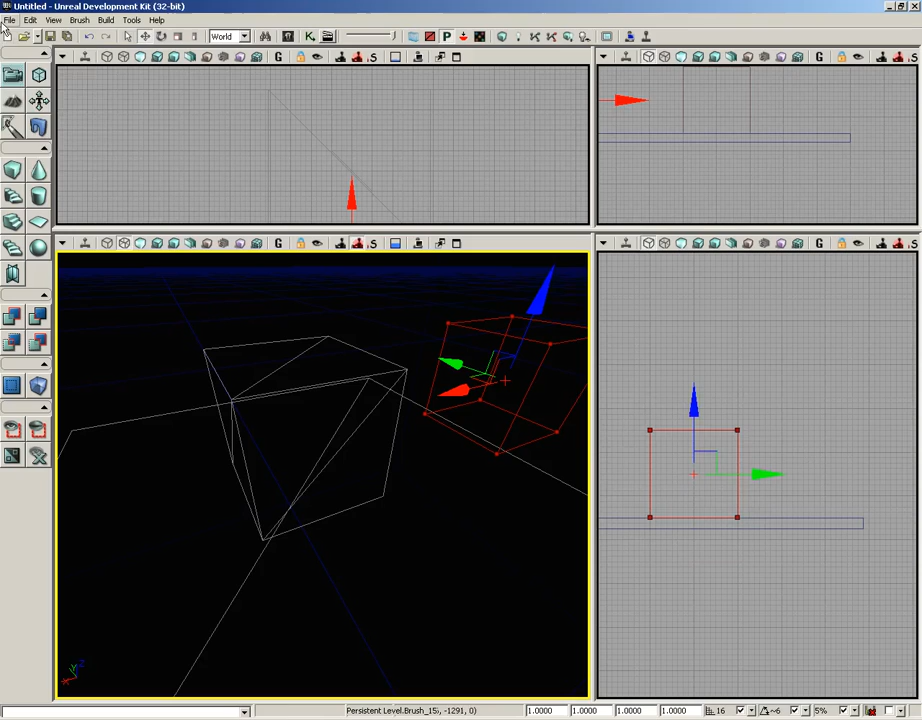 Untitled - Unreal Development Kit (32-bit)
File Edit View Brush Build Tools Help
World K P
G S
G S
G S
G S
Persistent Level.Brush_15(, -1291, 0) 1.0000 1.0000 1.0000 1.0000 16 ~6 5%